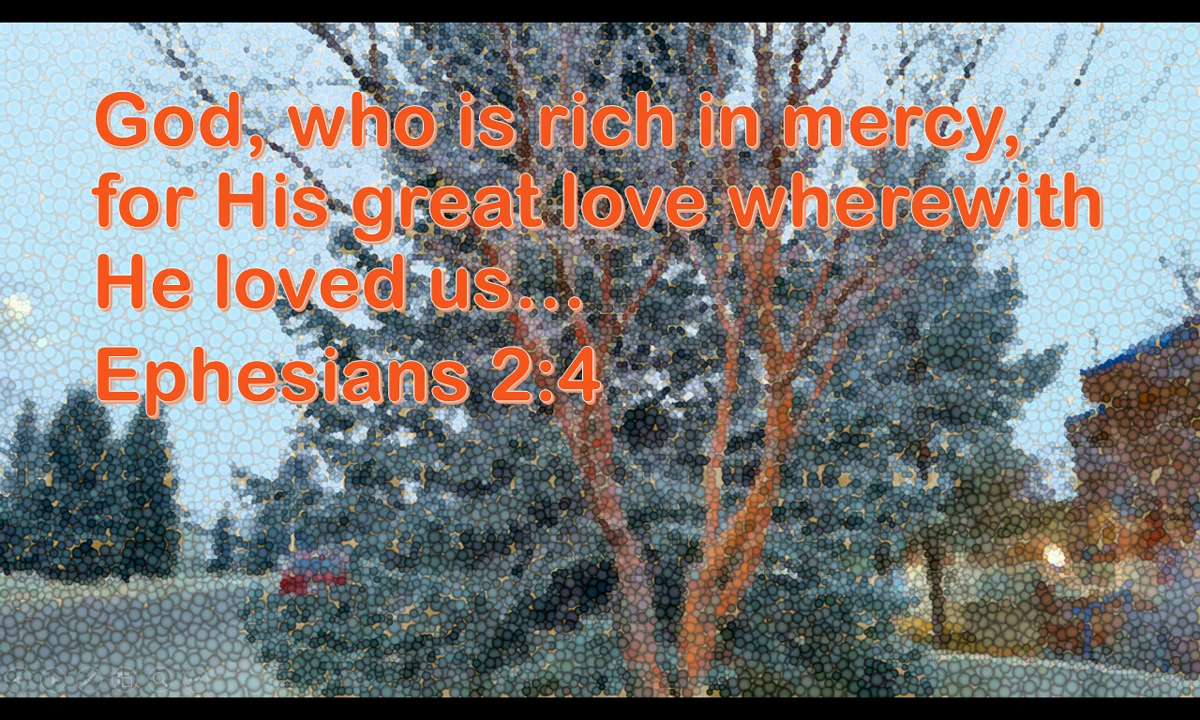 God, who is rich in mercy,
for His great love wherewith
He loved us...
Ephesians 2:4